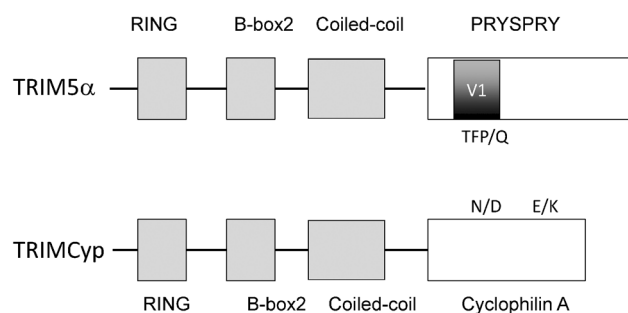 RING B-box2 Coiled-coil PRYSPRY
TRIM5α V1
TFP/Q
N/D E/K
TRIMCyp
RING B-box2 Coiled-coil Cyclophilin A